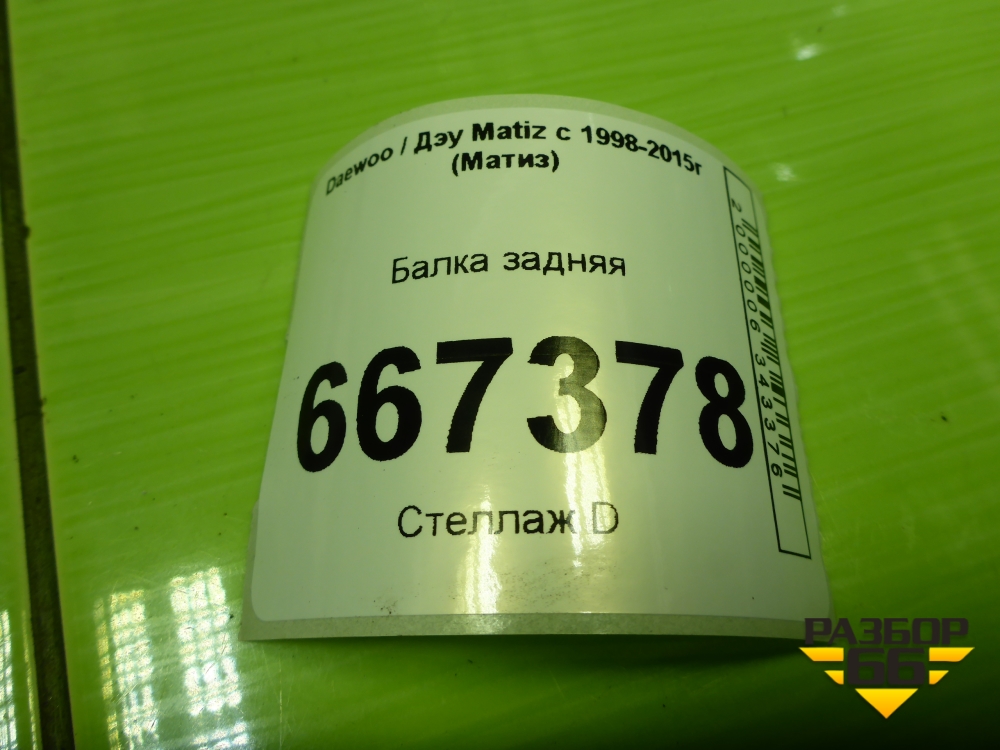 Daewoo / Дэу Matiz с 1998-2015г
(Матиз)
Балка задняя
667378
Стеллаж D
2000006343376
РАЗБОР
66